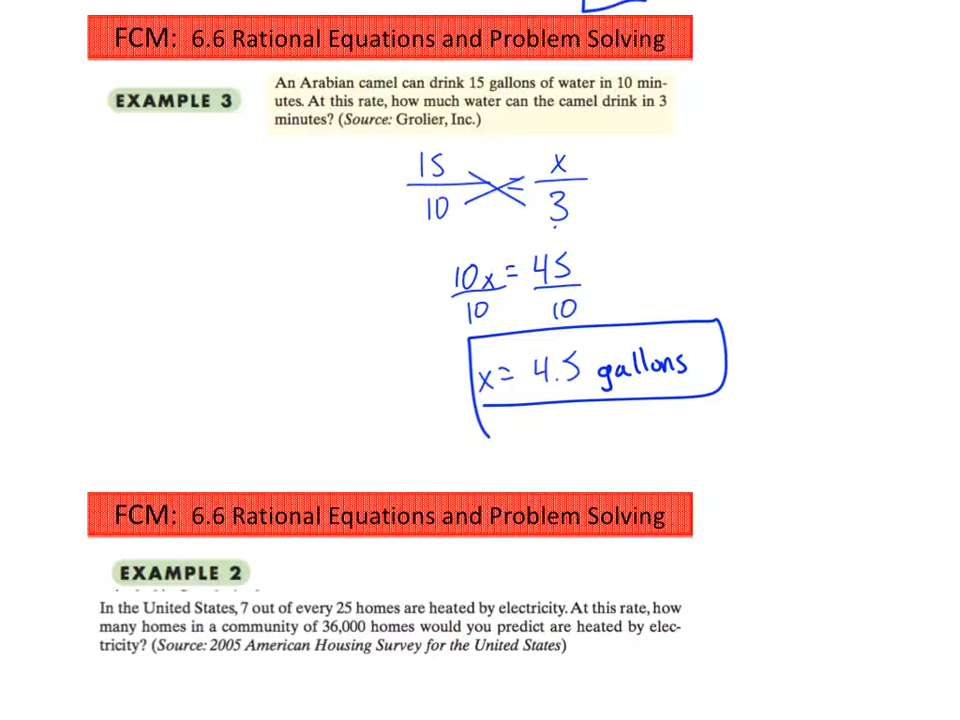 FCM: 6.6 Rational Equations and Problem Solving
EXAMPLE 3
An Arabian camel can drink 15 gallons of water in 10 min-
utes. At this rate, how much water can the camel drink in 3
minutes? (Source: Grolier, Inc.)
15 = x
10 3
10x = 45
10 10
x = 4.5 gallons
FCM: 6.6 Rational Equations and Problem Solving
EXAMPLE 2
In the United States, 7 out of every 25 homes are heated by electricity. At this rate, how
many homes in a community of 36,000 homes would you predict are heated by elec-
tricity? (Source: 2005 American Housing Survey for the United States)